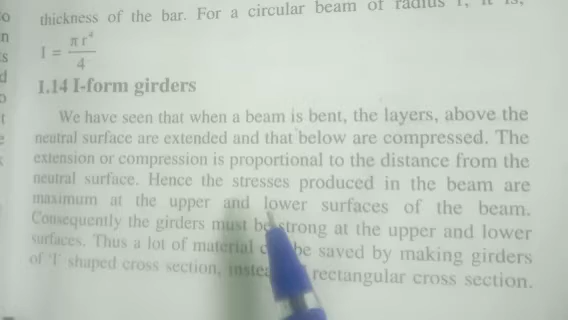 thickness of the bar. For a circular beam of radius r, it is,
I = πr⁴/4
1.14 I-form girders
We have seen that when a beam is bent, the layers, above the
neutral surface are extended and that below are compressed. The
extension or compression is proportional to the distance from the
neutral surface. Hence the stresses produced in the beam are
maximum at the upper and lower surfaces of the beam.
Consequently the girders must be strong at the upper and lower
surfaces. Thus a lot of material be saved by making girders
of 'I' shaped cross section, rectangular cross section.